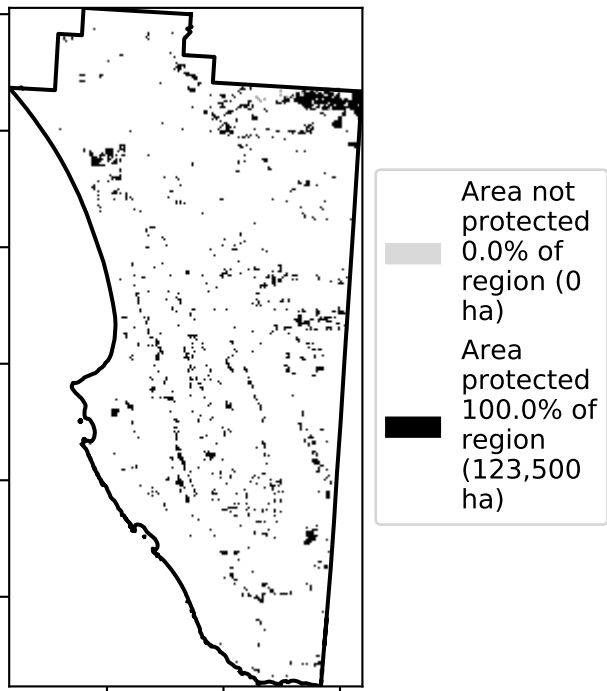 Area not
protected
0.0% of
region (0
ha)
Area
protected
100.0% of
region
(123,500
ha)